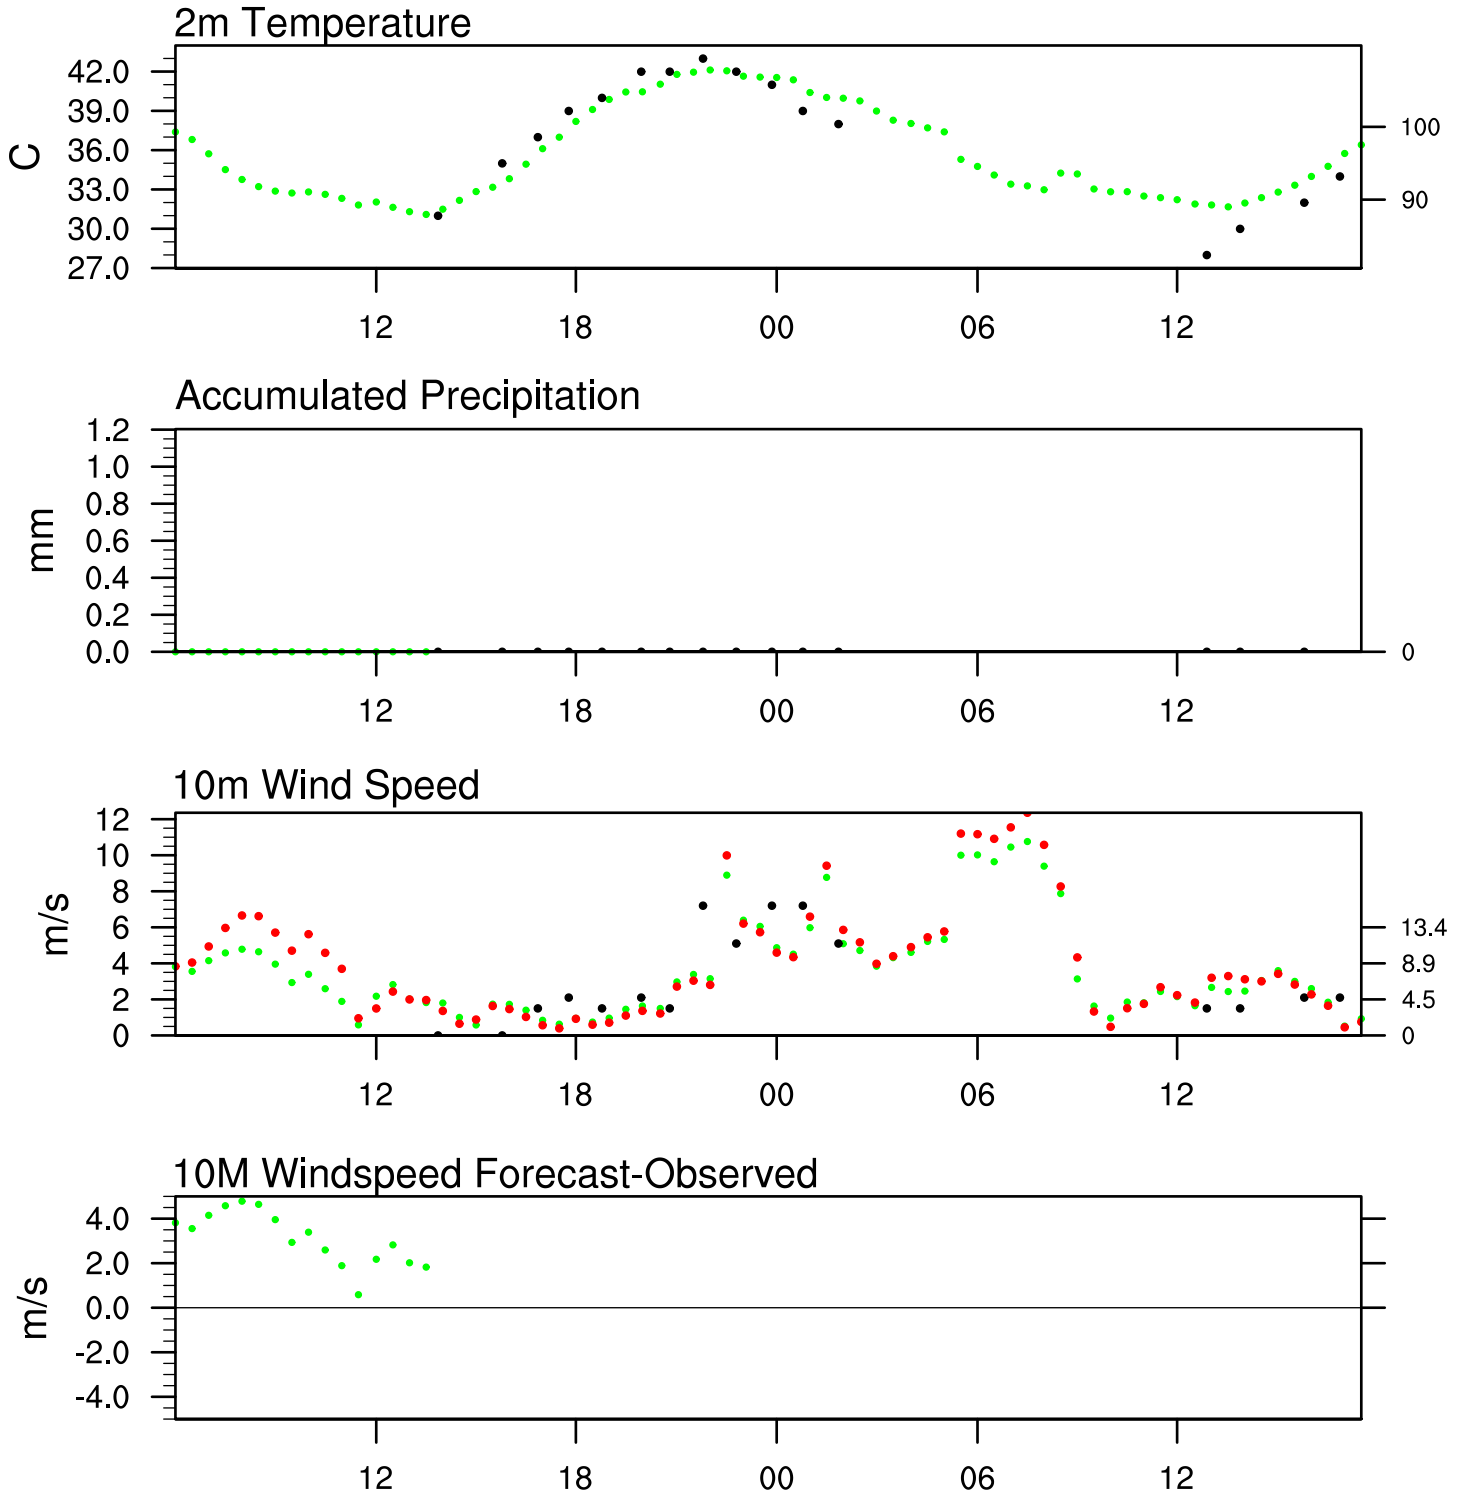 2m Temperature
42.0
39.0
36.0
33.0
30.0
27.0
C
100
90
12 18 00 06 12
Accumulated Precipitation
1.2
1.0
0.8
0.6
0.4
0.2
0.0
mm
0
12 18 00 06 12
10m Wind Speed
12
10
8
6
4
2
0
m/s
13.4
8.9
4.5
0
12 18 00 06 12
10M Windspeed Forecast-Observed
4.0
2.0
0.0
-2.0
-4.0
m/s
12 18 00 06 12